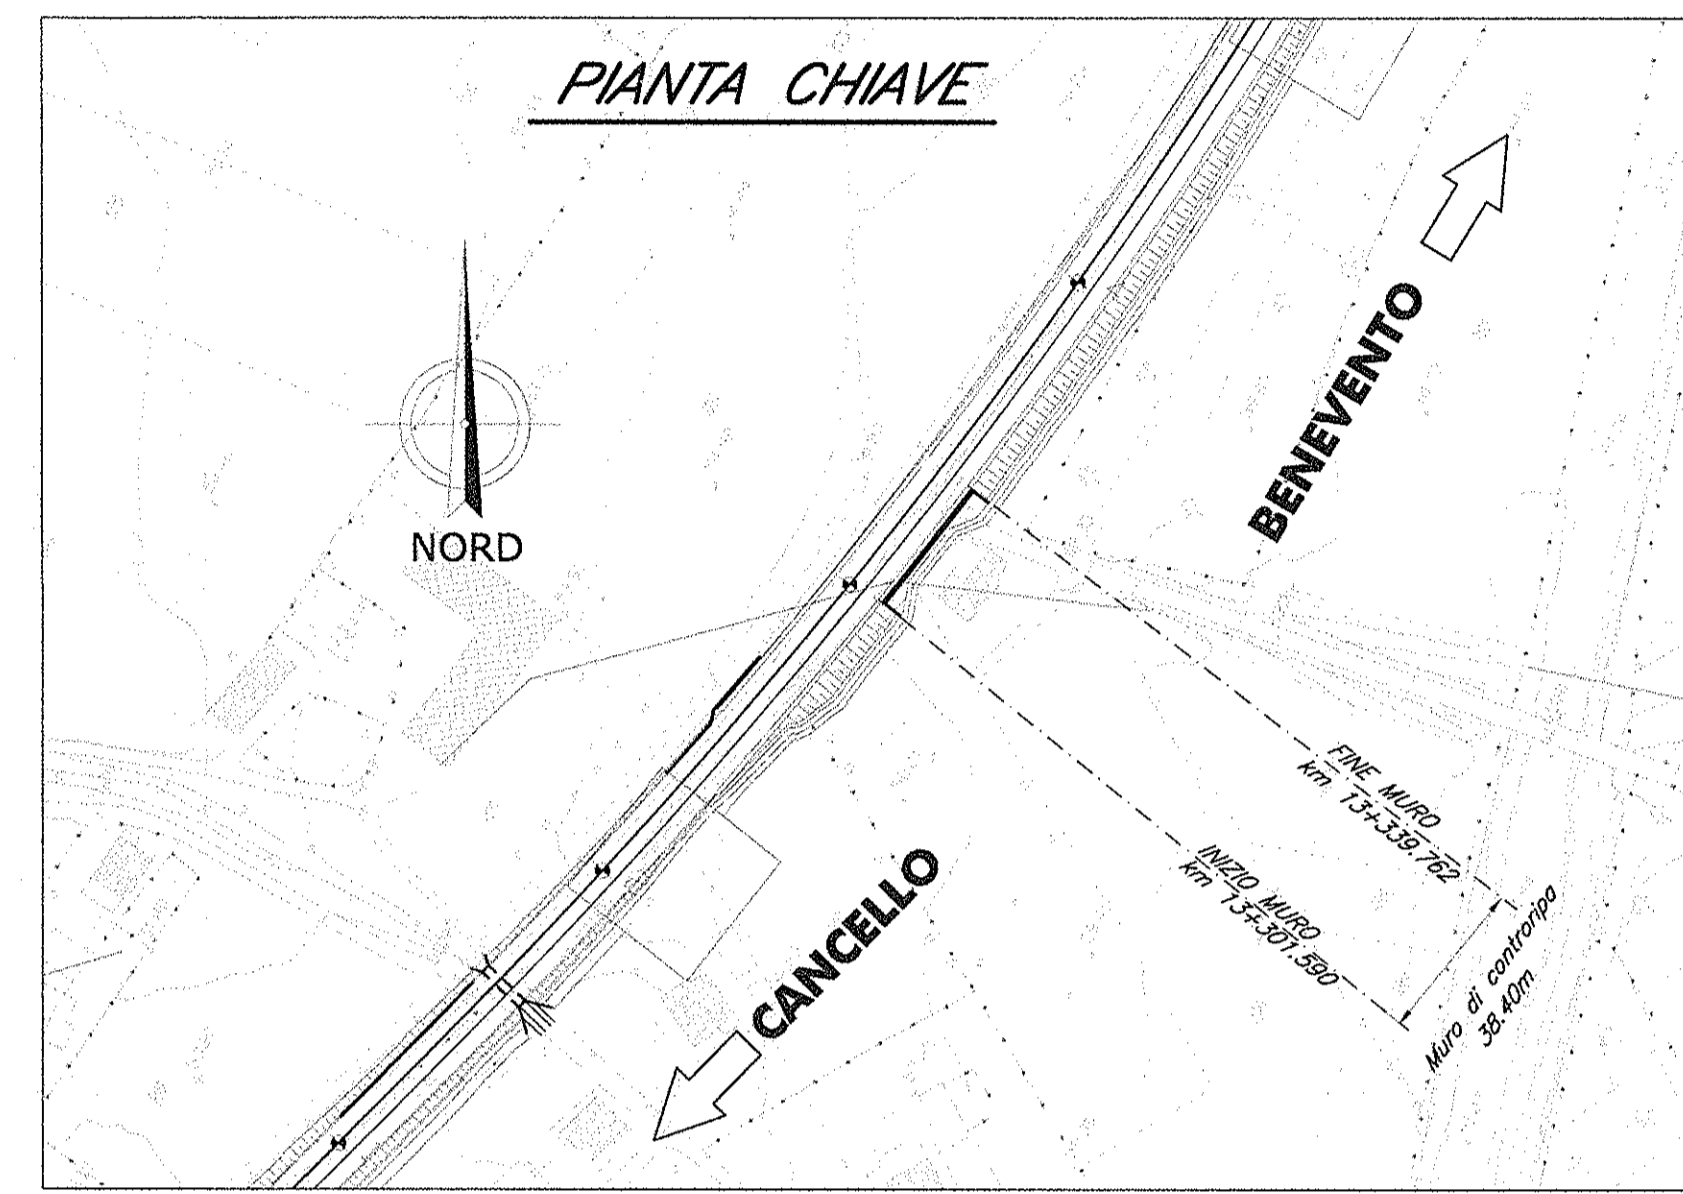 PIANTA CHIAVE
NORD
BENEVENTO
CANCELLO
FINE MURO
km 13+339.762
INIZIO MURO
km 13+301.590
Muro di controripa
38.40m